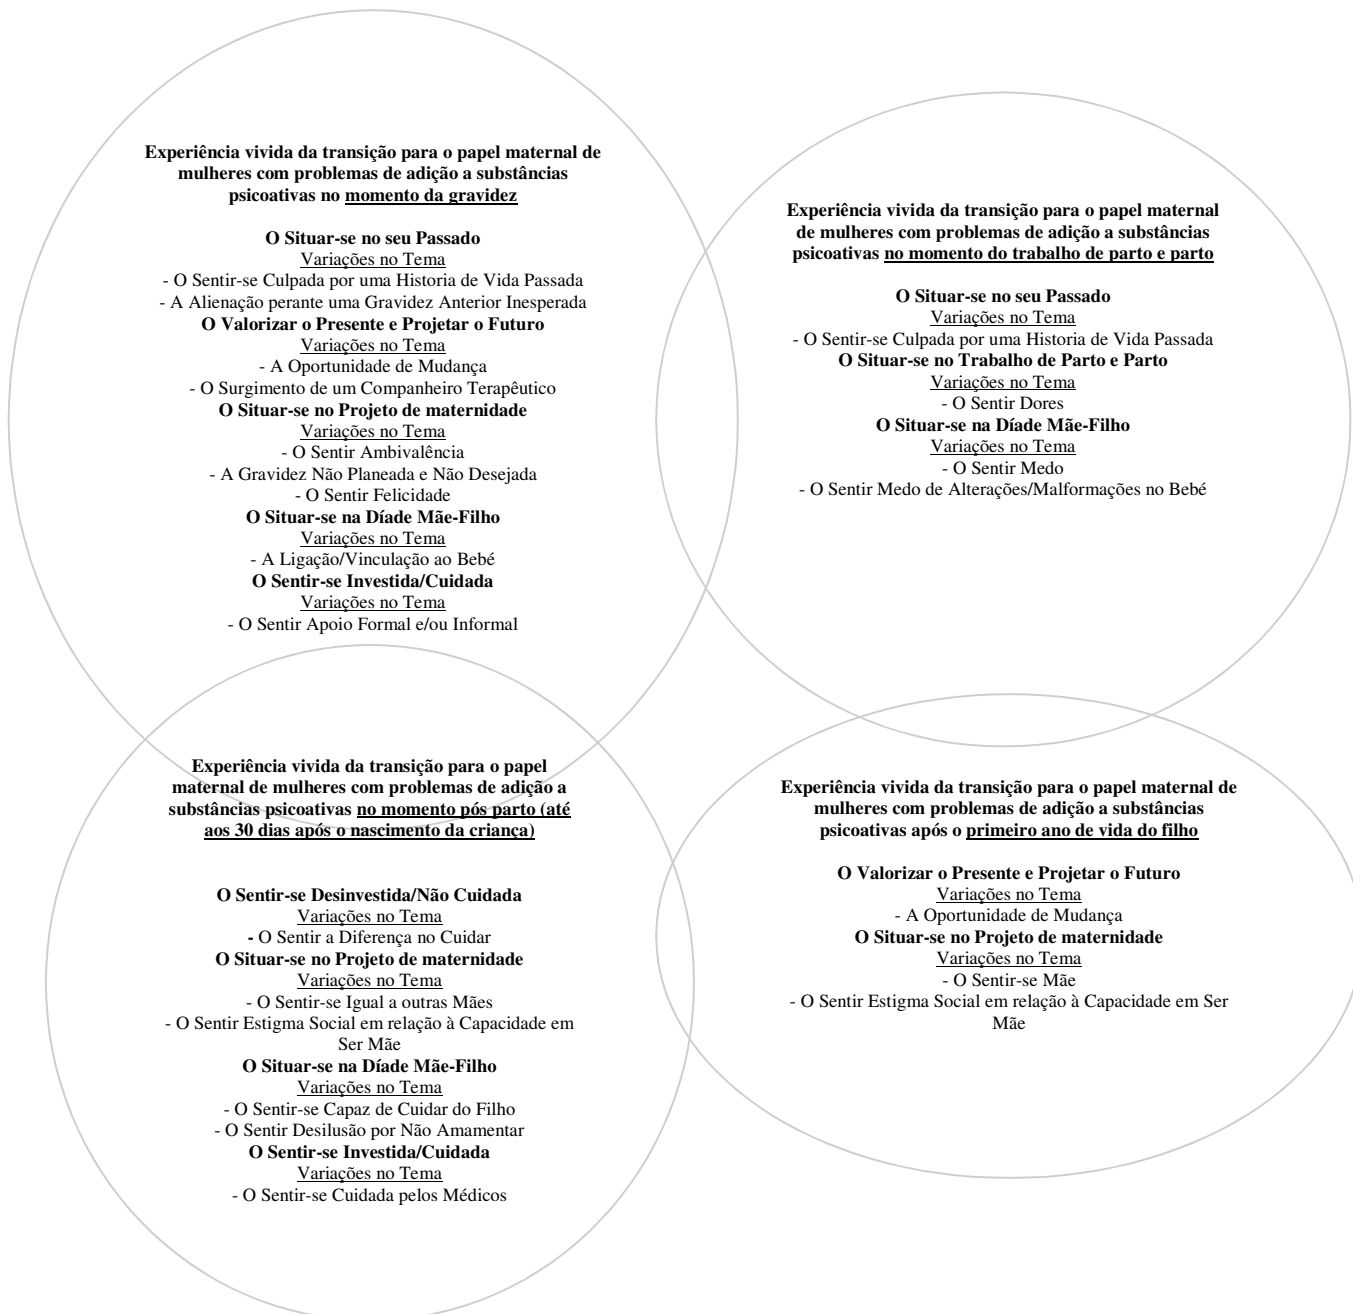 Experiência vivida da transição para o papel maternal de
mulheres com problemas de adição a substâncias
psicoativas no momento da gravidez
O Situar-se no seu Passado
Variações no Tema
- O Sentir-se Culpada por uma Historia de Vida Passada
- A Alienação perante uma Gravidez Anterior Inesperada
O Valorizar o Presente e Projetar o Futuro
Variações no Tema
- A Oportunidade de Mudança
- O Surgimento de um Companheiro Terapêutico
O Situar-se no Projeto de maternidade
Variações no Tema
- O Sentir Ambivalência
- A Gravidez Não Planeada e Não Desejada
- O Sentir Felicidade
O Situar-se na Díade Mãe-Filho
Variações no Tema
- A Ligação/Vinculação ao Bebé
O Sentir-se Investida/Cuidada
Variações no Tema
- O Sentir Apoio Formal e/ou Informal
Experiência vivida da transição para o papel maternal
de mulheres com problemas de adição a substâncias
psicoativas no momento do trabalho de parto e parto
O Situar-se no seu Passado
Variações no Tema
- O Sentir-se Culpada por uma Historia de Vida Passada
O Situar-se no Trabalho de Parto e Parto
Variações no Tema
- O Sentir Dores
O Situar-se na Díade Mãe-Filho
Variações no Tema
- O Sentir Medo
- O Sentir Medo de Alterações/Malformações no Bebé
Experiência vivida da transição para o papel
maternal de mulheres com problemas de adição a
substâncias psicoativas no momento pós parto (até
aos 30 dias após o nascimento da criança)
O Sentir-se Desinvestida/Não Cuidada
Variações no Tema
- O Sentir a Diferença no Cuidar
O Situar-se no Projeto de maternidade
Variações no Tema
- O Sentir-se Igual a outras Mães
- O Sentir Estigma Social em relação à Capacidade em
Ser Mãe
O Situar-se na Díade Mãe-Filho
Variações no Tema
- O Sentir-se Capaz de Cuidar do Filho
- O Sentir Desilusão por Não Amamentar
O Sentir-se Investida/Cuidada
Variações no Tema
- O Sentir-se Cuidada pelos Médicos
Experiência vivida da transição para o papel maternal de
mulheres com problemas de adição a substâncias
psicoativas após o primeiro ano de vida do filho
O Valorizar o Presente e Projetar o Futuro
Variações no Tema
- A Oportunidade de Mudança
O Situar-se no Projeto de maternidade
Variações no Tema
- O Sentir-se Mãe
- O Sentir Estigma Social em relação à Capacidade em Ser
Mãe